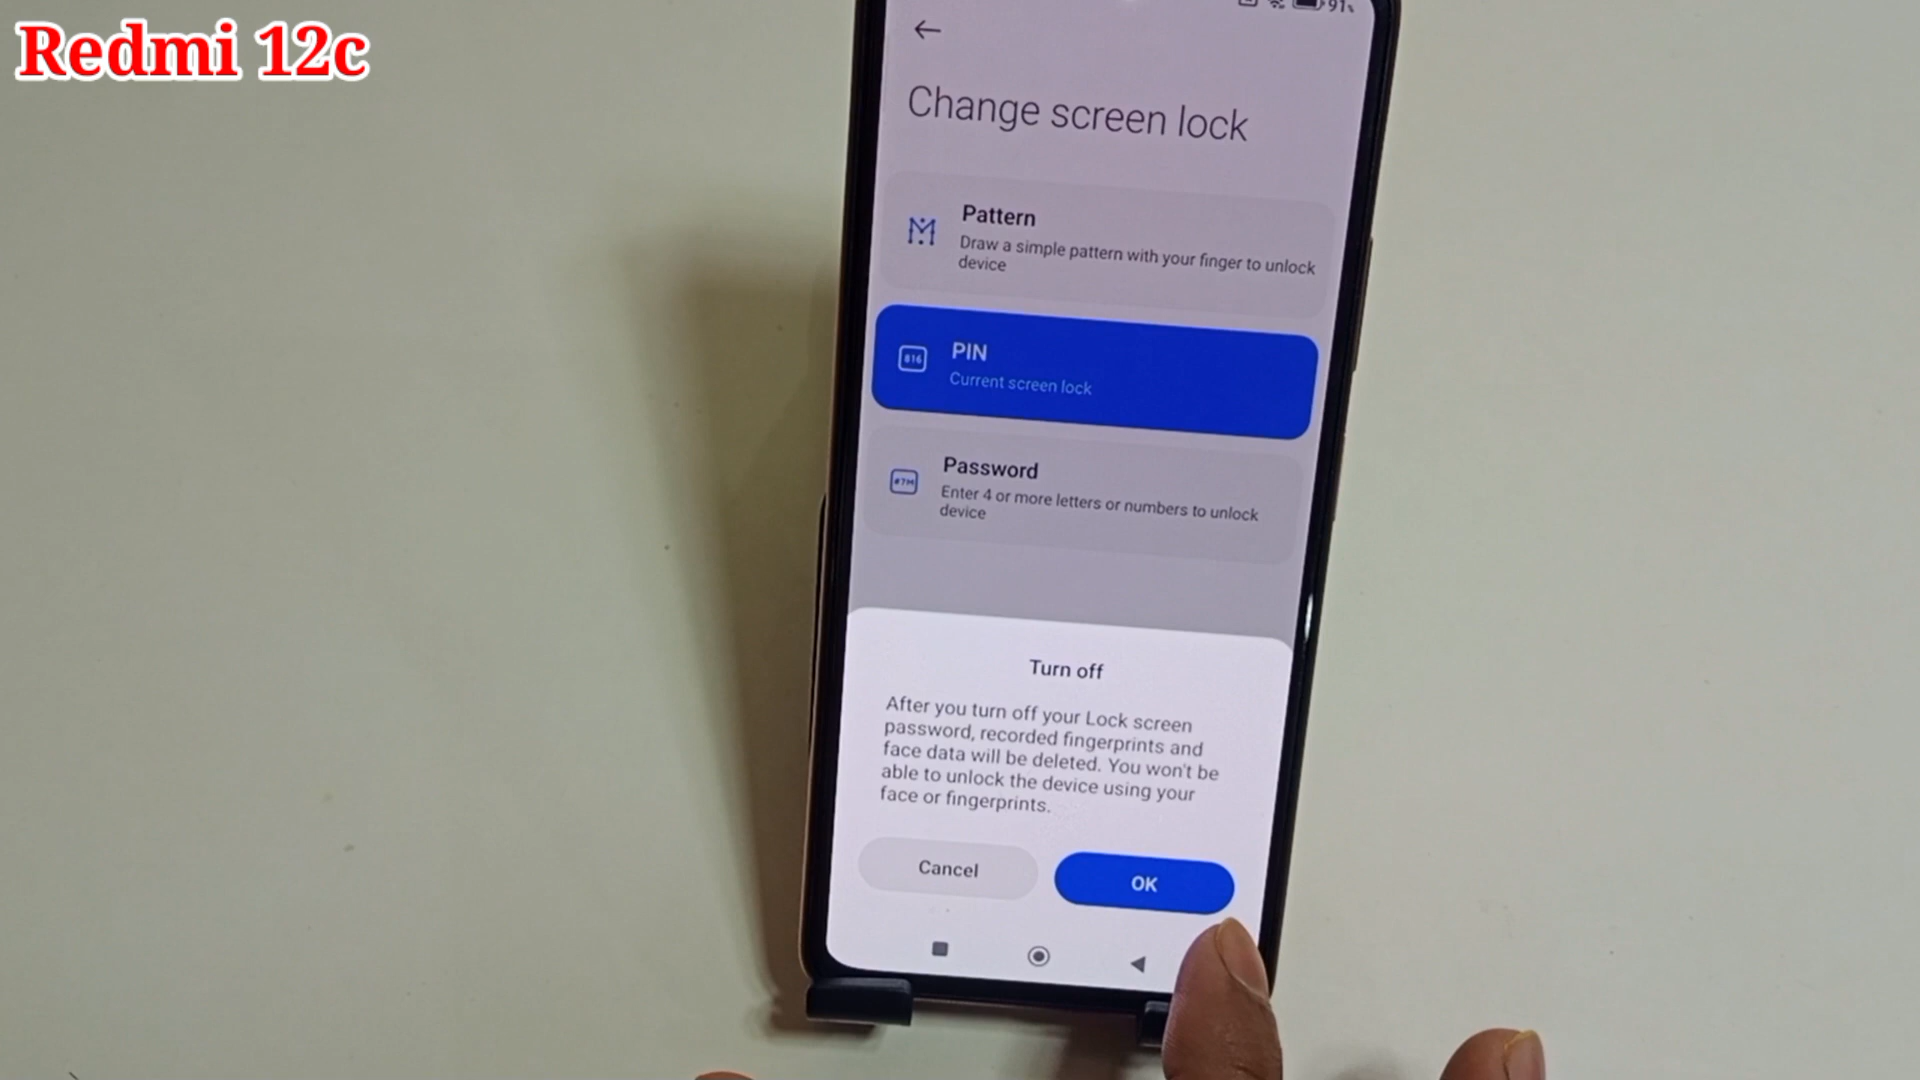 Redmi 12c
91%
Change screen lock
Pattern
Draw a simple pattern with your finger to unlock
device
816
PIN
Current screen lock
Password
Enter 4 or more letters or numbers to unlock
device
Turn off
After you turn off your Lock screen
password, recorded fingerprints and
face data will be deleted. You won't be
able to unlock the device using your
face or fingerprints.
Cancel
OK